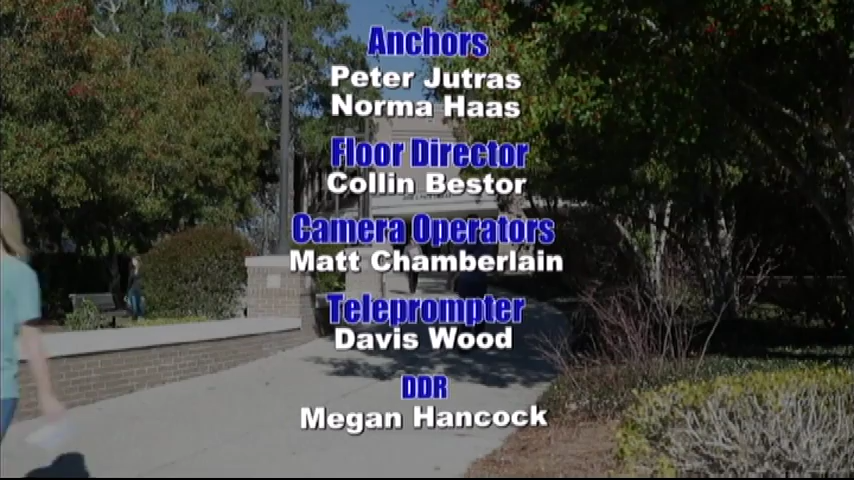 Anchors
Peter Jutras
Norma Haas
Floor Director
Collin Bestor
Camera Operators
Matt Chamberlain
Teleprompter
Davis Wood
DDR
Megan Hancock